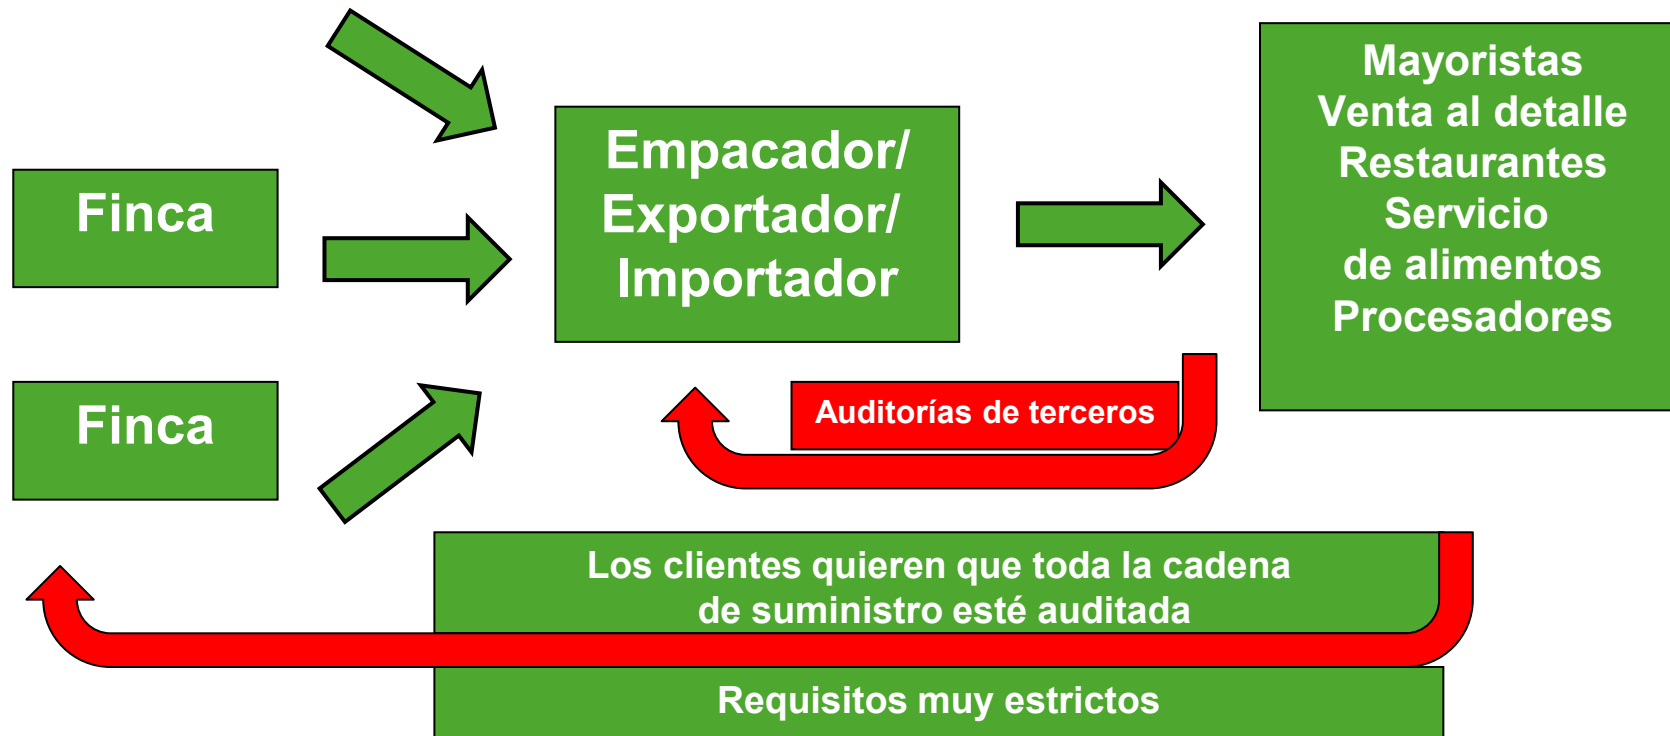 Finca
Finca
Empacador/
Exportador/
Importador
Mayoristas
Venta al detalle
Restaurantes
Servicio
de alimentos
Procesadores
Auditorías de terceros
Los clientes quieren que toda la cadena
de suministro esté auditada
Requisitos muy estrictos